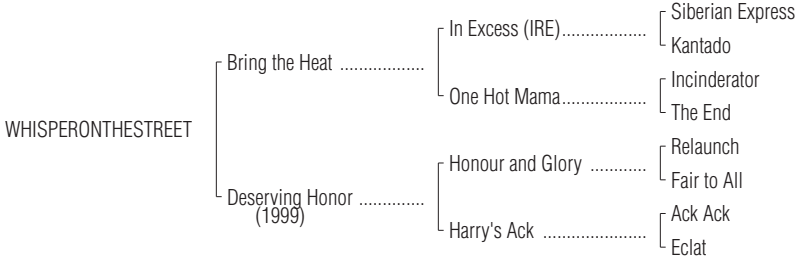 Siberian Express
In Excess (IRE)..................
Kantado
Bring the Heat ..................
Incinderator
One Hot Mama..................
The End
WHISPERONTHESTREET
Relaunch
Honour and Glory ............
Fair to All
Deserving Honor ..............
(1999)
Ack Ack
Harry's Ack ......................
Eclat